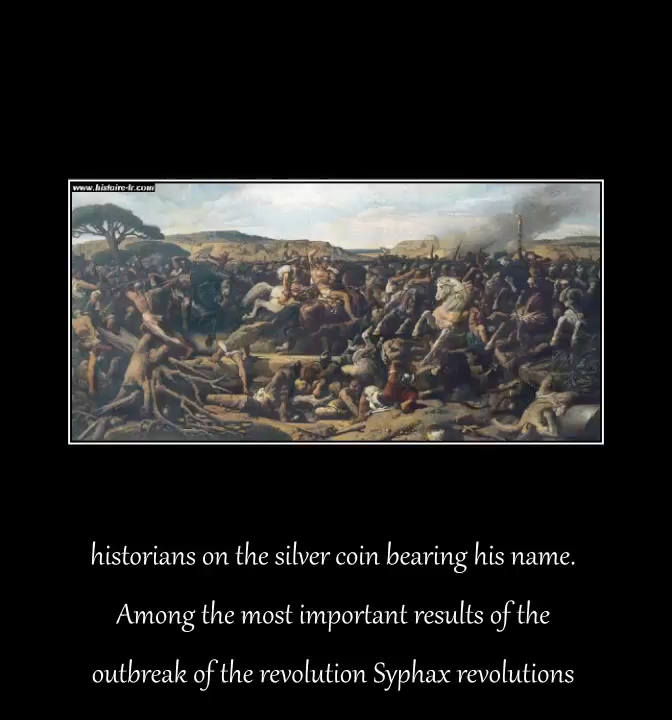 www.histoire-fr.com
historians on the silver coin bearing his name.
Among the most important results of the
outbreak of the revolution Syphax revolutions